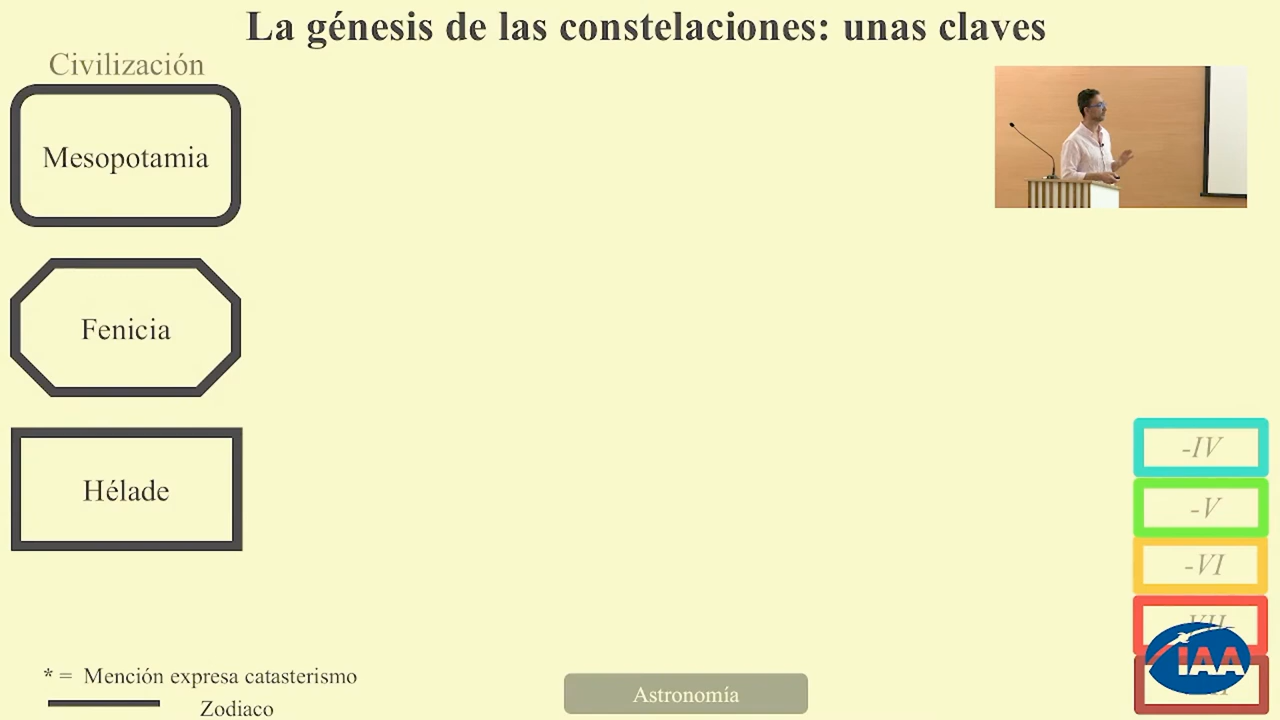 La génesis de las constelaciones: unas claves
Civilización
Mesopotamia
Fenicia
Hélade
-IV
-V
-VI
IAA
* = Mención expresa catasterismo
Zodiaco
Astronomía